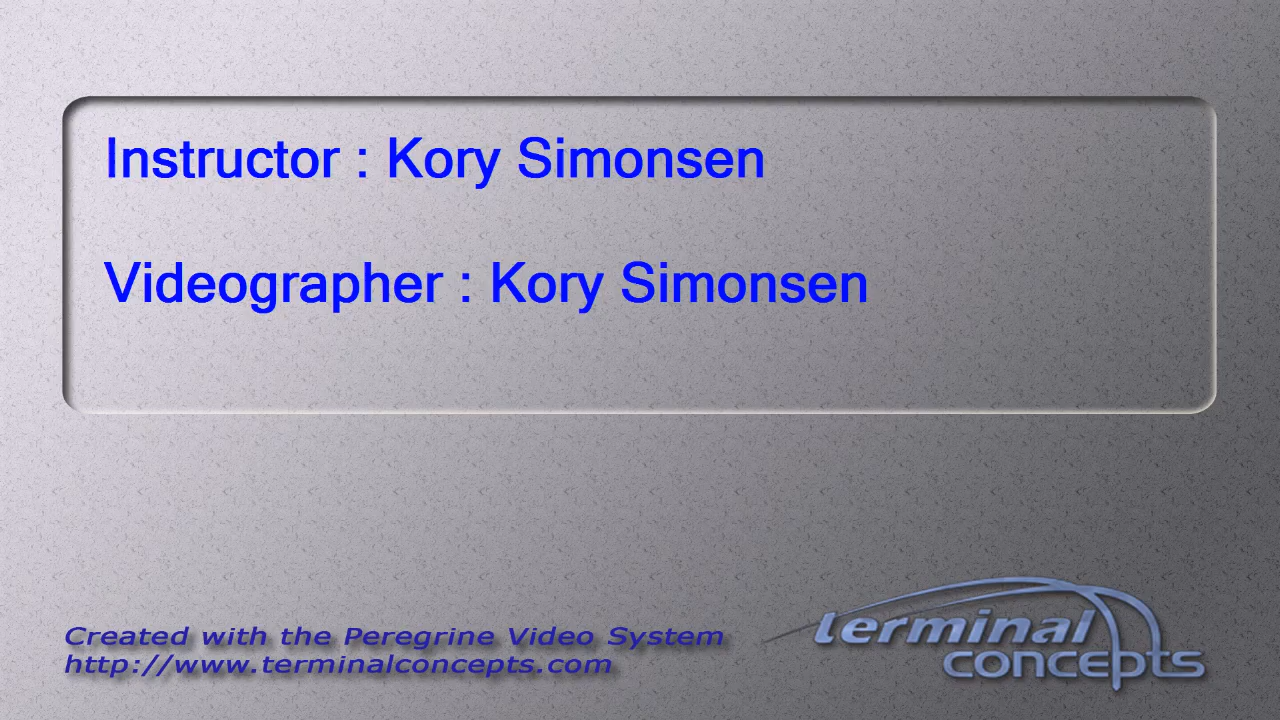 Instructor : Kory Simonsen
Videographer : Kory Simonsen
Created with the Peregrine Video System
http://www.terminalconcepts.com
terminal
concepts